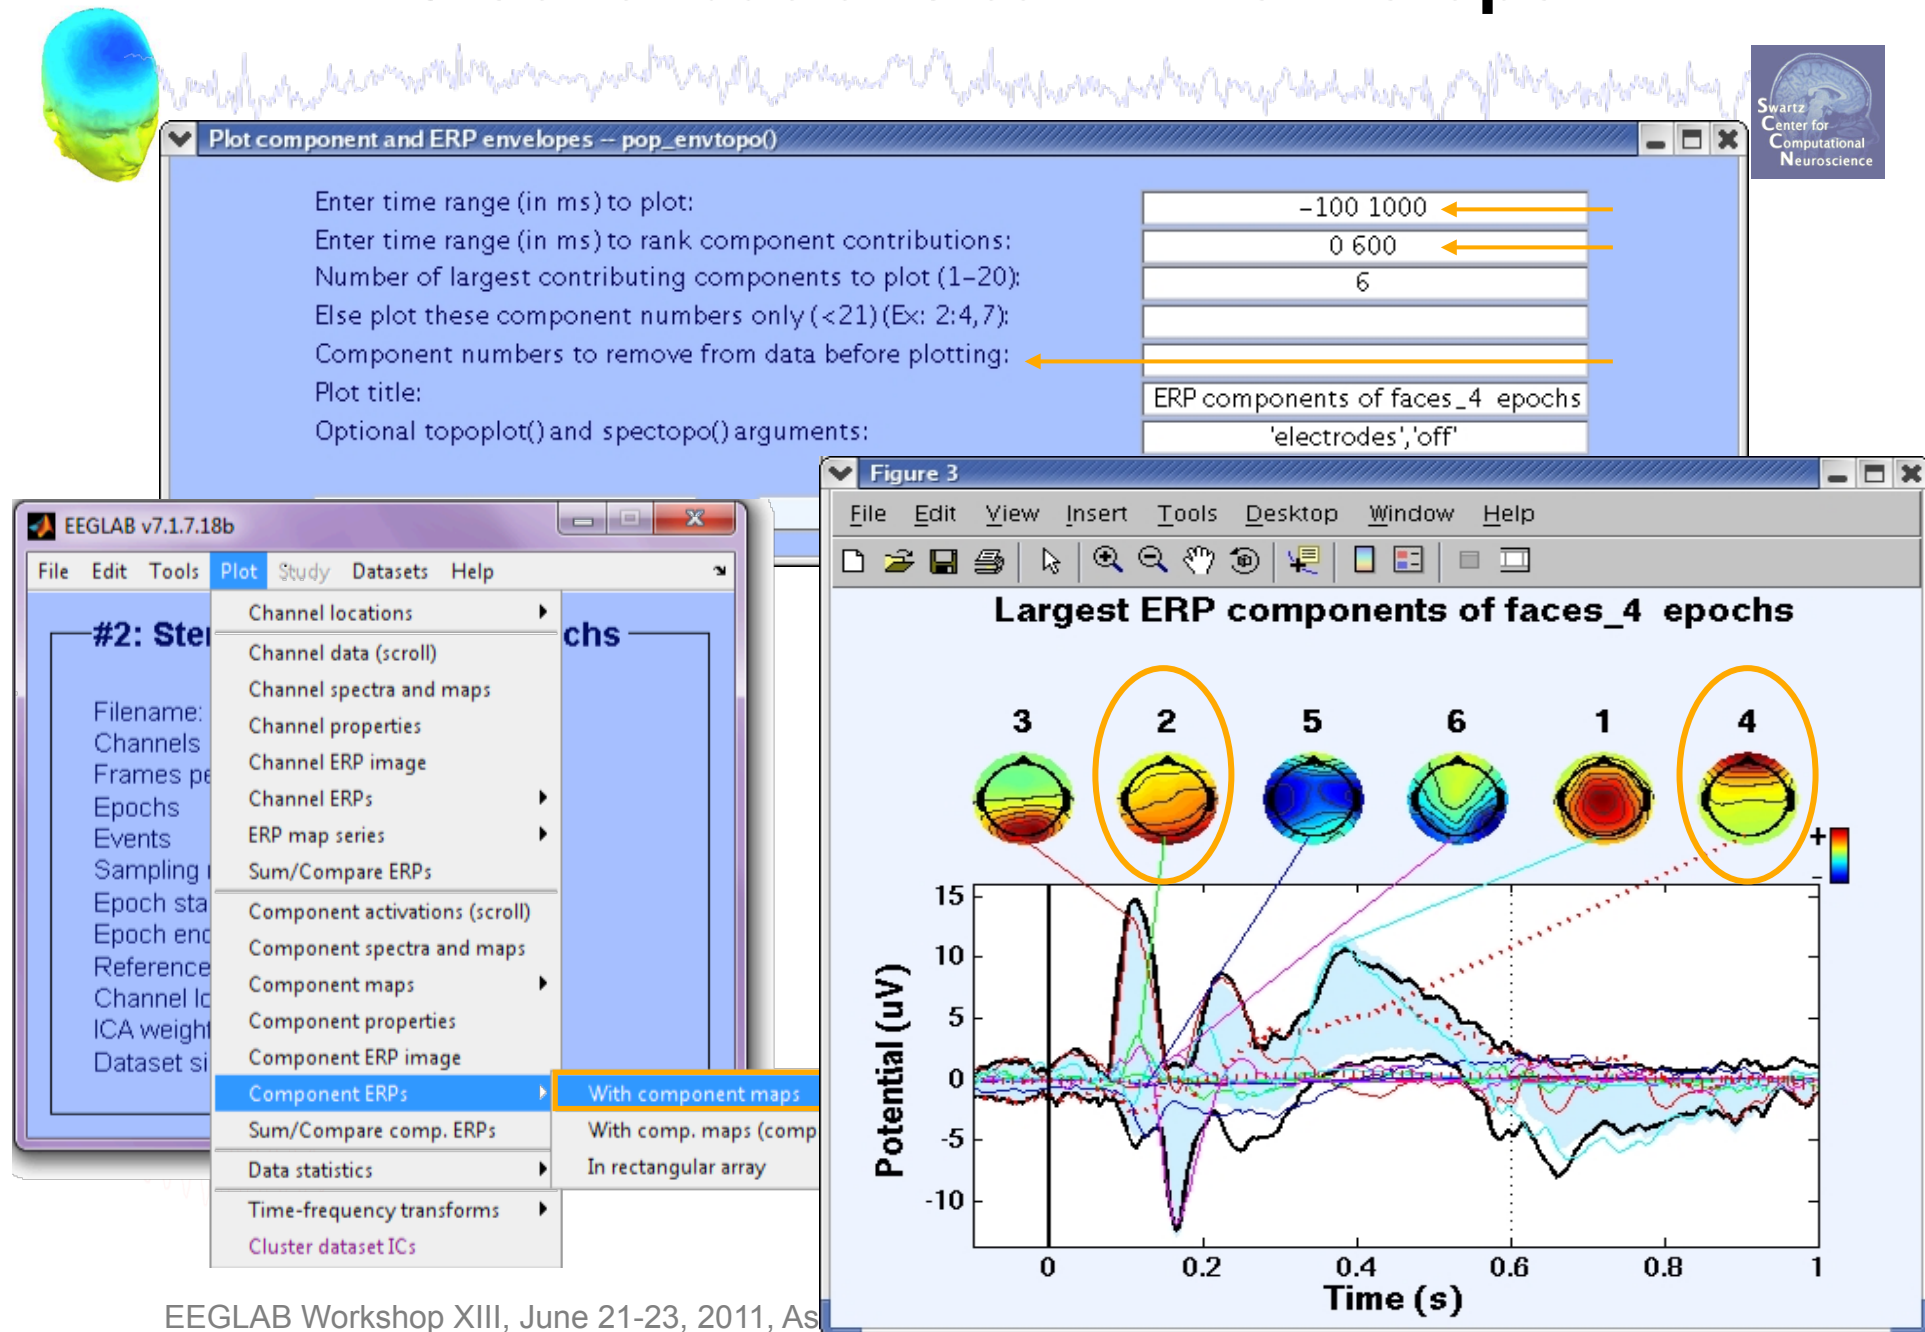 Swartz
Center for
Computational
Neuroscience
Plot component and ERP envelopes -- pop_envtopo()
Enter time range (in ms) to plot:
-100 1000
Enter time range (in ms) to rank component contributions:
0 600
Number of largest contributing components to plot (1-20):
6
Else plot these component numbers only (<21) (Ex: 2:4,7):
Component numbers to remove from data before plotting:
Plot title:
ERP components of faces_4 epochs
Optional topoplot() and spectopo() arguments:
'electrodes','off'
EEGLAB v7.1.7.18b
File Edit Tools Plot Study Datasets Help
#2: Ster
chs
Filename:
Channels
Frames pe
Epochs
Events
Sampling
Epoch sta
Epoch enc
Reference
Channel lc
ICA weight
Dataset si
Channel locations
Channel data (scroll)
Channel spectra and maps
Channel properties
Channel ERP image
Channel ERPs
ERP map series
Sum/Compare ERPs
Component activations (scroll)
Component spectra and maps
Component maps
Component properties
Component ERP image
Component ERPs
Sum/Compare comp. ERPs
Data statistics
Time-frequency transforms
Cluster dataset ICs
With component maps
With comp. maps (comp
In rectangular array
Figure 3
File Edit View Insert Tools Desktop Window Help
Largest ERP components of faces_4 epochs
3 2 5 6 1 4
+
-
15
10
5
0
-5
-10
Potential (uV)
0 0.2 0.4 0.6 0.8 1
Time (s)
EEGLAB Workshop XIII, June 21-23, 2011, As